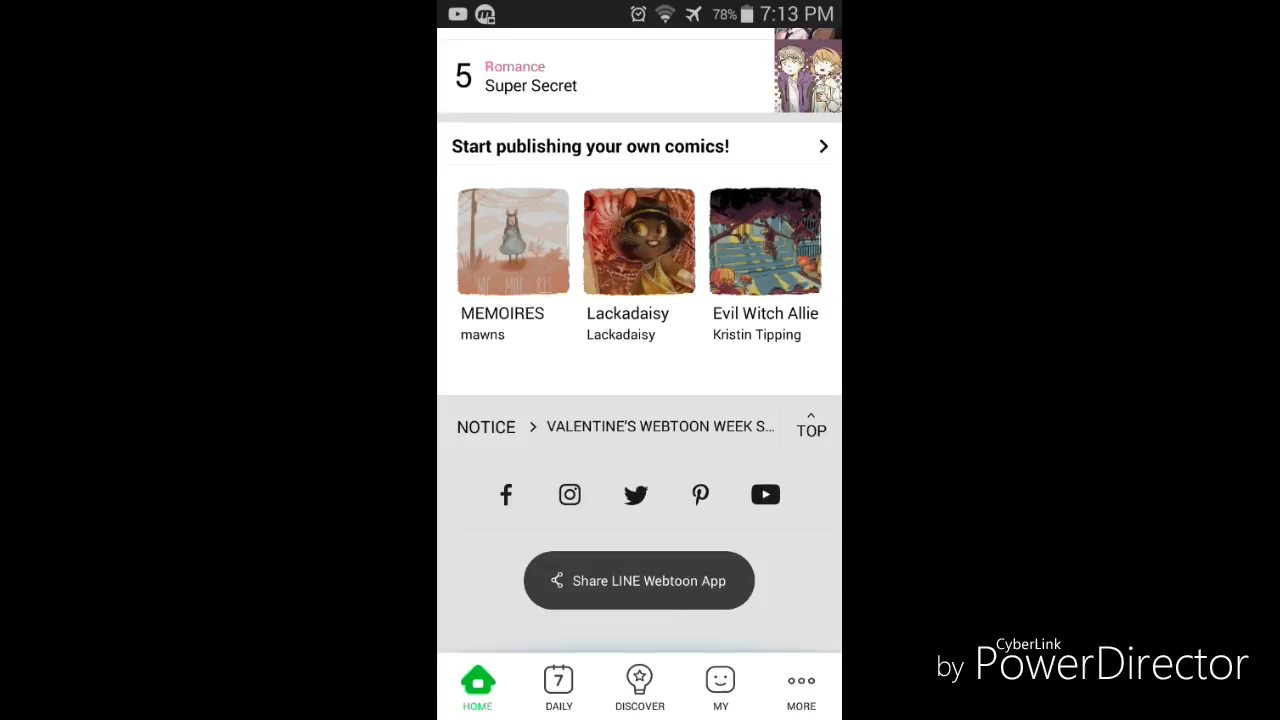 78% 7:13 PM
5
Romance
Super Secret
Start publishing your own comics!
MEMOIRES
mawns
Lackadaisy
Lackadaisy
Evil Witch Allie
Kristin Tipping
NOTICE > VALENTINE'S WEBTOON WEEK S...
TOP
Share LINE Webtoon App
HOME
7
DAILY
DISCOVER
MY
MORE
CyberLink
by PowerDirector